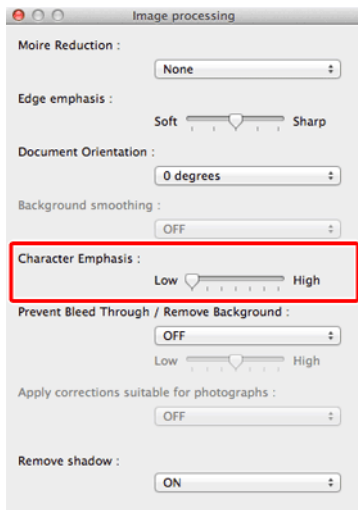 Image processing
Moire Reduction :
None
Edge emphasis :
Soft Sharp
Document Orientation :
0 degrees
Background smoothing :
OFF
Character Emphasis :
Low High
Prevent Bleed Through / Remove Background :
OFF
Low High
Apply corrections suitable for photographs :
OFF
Remove shadow :
ON